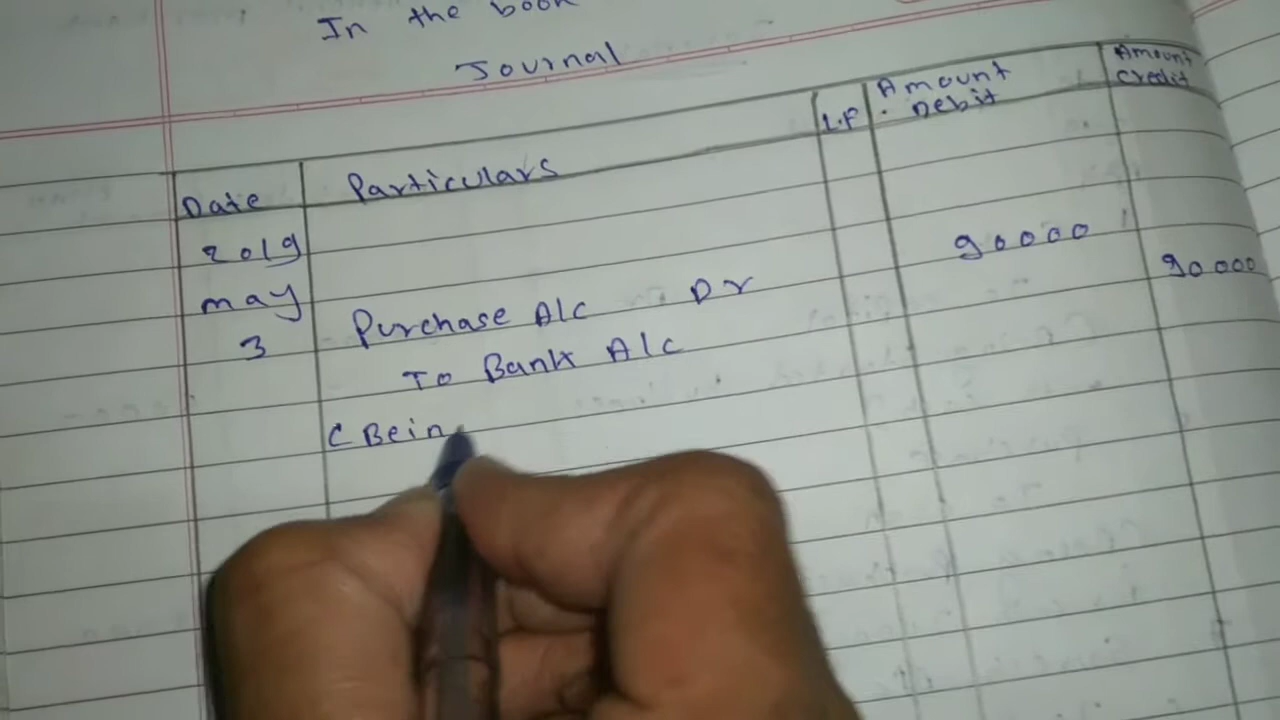 In the book
Journal
Date Particulars L.F Amount Debit Amount credit
2019
may
3 Purchase A/c Dr 90000
To Bank A/c 90000
( Bein